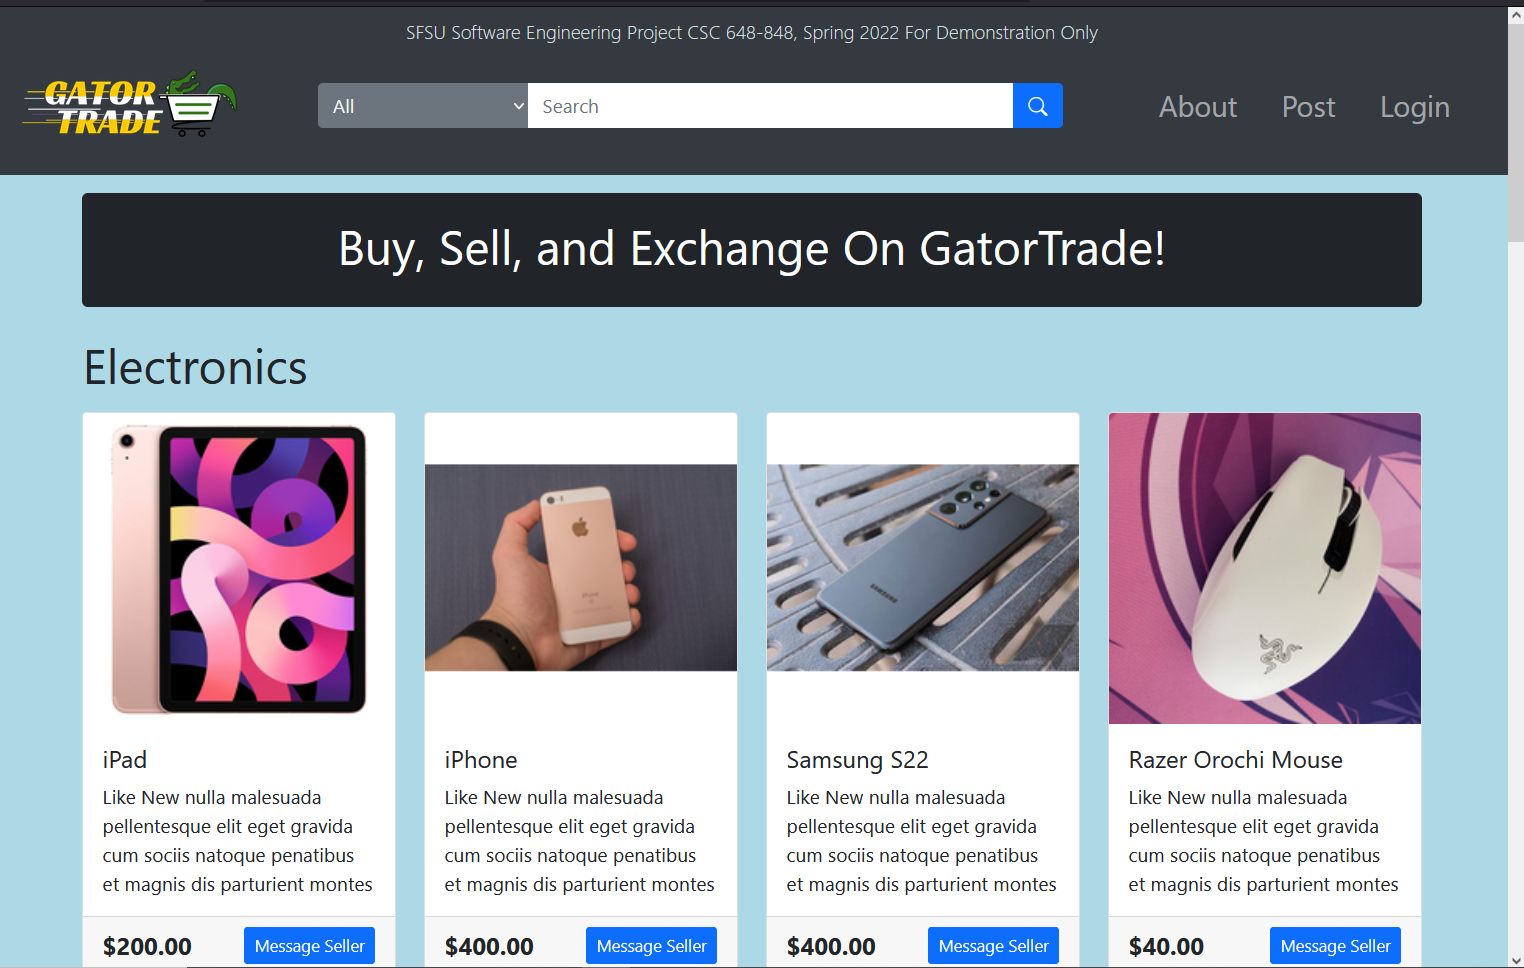 SFSU Software Engineering Project CSC 648-848, Spring 2022 For Demonstration Only
GATOR
TRADE
All
Search
About
Post
Login
Buy, Sell, and Exchange On GatorTrade!
Electronics
iPhone
SAMSUNG
iPad
Like New nulla malesuada
pellentesque elit eget gravida
cum sociis natoque penatibus
et magnis dis parturient montes
$200.00
Message Seller
iPhone
Like New nulla malesuada
pellentesque elit eget gravida
cum sociis natoque penatibus
et magnis dis parturient montes
$400.00
Message Seller
Samsung S22
Like New nulla malesuada
pellentesque elit eget gravida
cum sociis natoque penatibus
et magnis dis parturient montes
$400.00
Message Seller
Razer Orochi Mouse
Like New nulla malesuada
pellentesque elit eget gravida
cum sociis natoque penatibus
et magnis dis parturient montes
$40.00
Message Seller